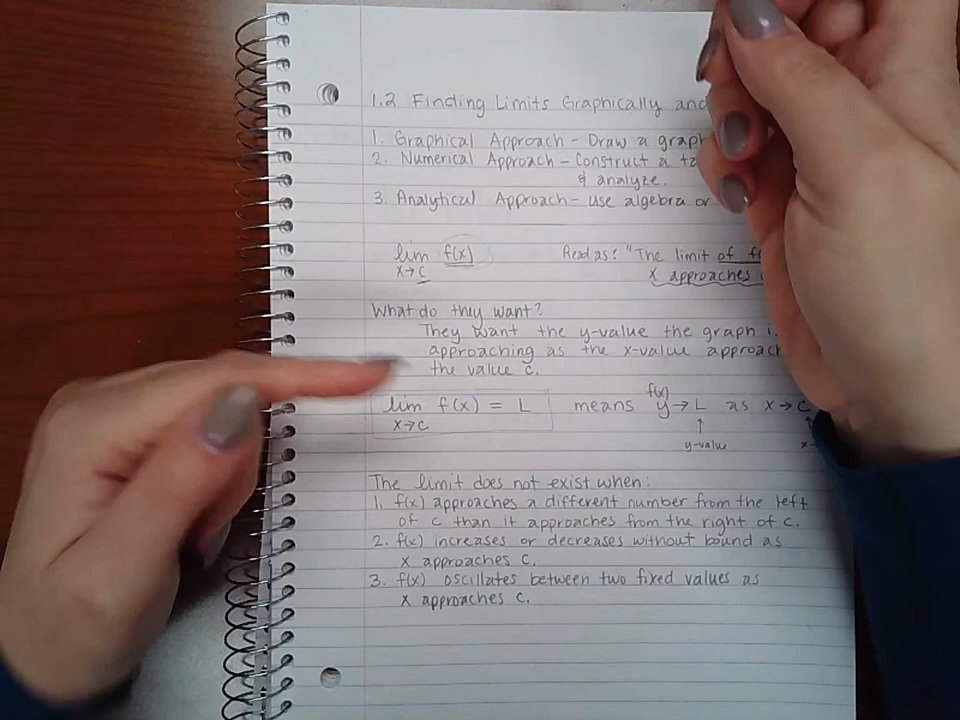 1.2 Finding Limits Graphically and
1. Graphical Approach - Draw a graph
2. Numerical Approach - Construct a
& analyze.
3. Analytical Approach - use algebra or
lim f(x) Read as: "The limit of
x→c x approaches
What do they want?
They want the y-value the graph
approaching as the x-value
the value c.
f(x)
lim f(x) = L means y → L as x → c
x→c ↑ ↑
y-value
The limit does not exist when:
1. f(x) approaches a different number from the left
of c than it approaches from the right of c.
2. f(x) increases or decreases without bound as
x approaches c.
3. f(x) oscillates between two fixed values as
x approaches c.